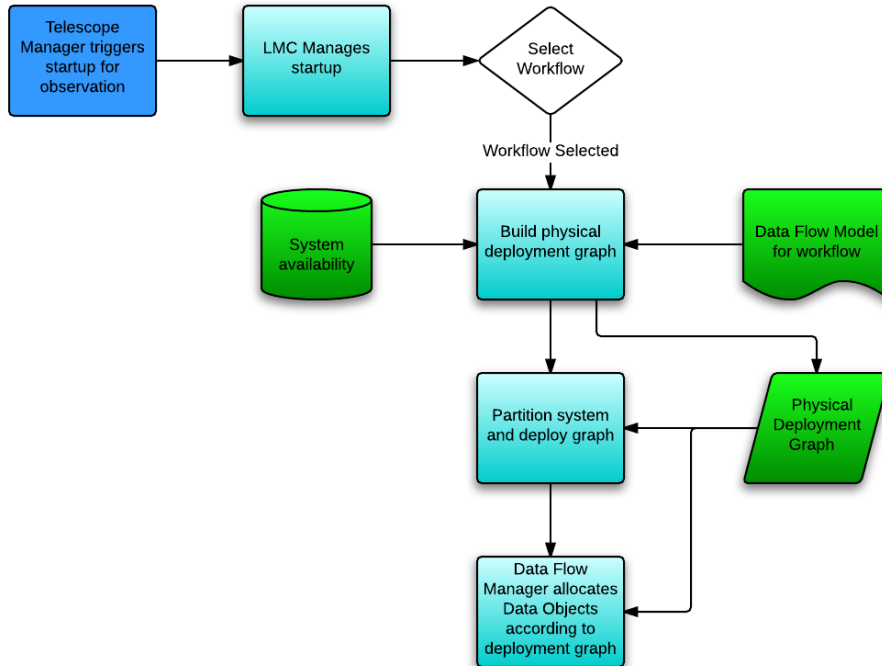 Telescope
Manager triggers
startup for
observation
LMC Manages
startup
Select
Workflow
Workflow Selected
System
availability
Build physical
deployment graph
Data Flow Model
for workflow
Partition system
and deploy graph
Physical
Deployment
Graph
Data Flow
Manager allocates
Data Objects
according to
deployment graph